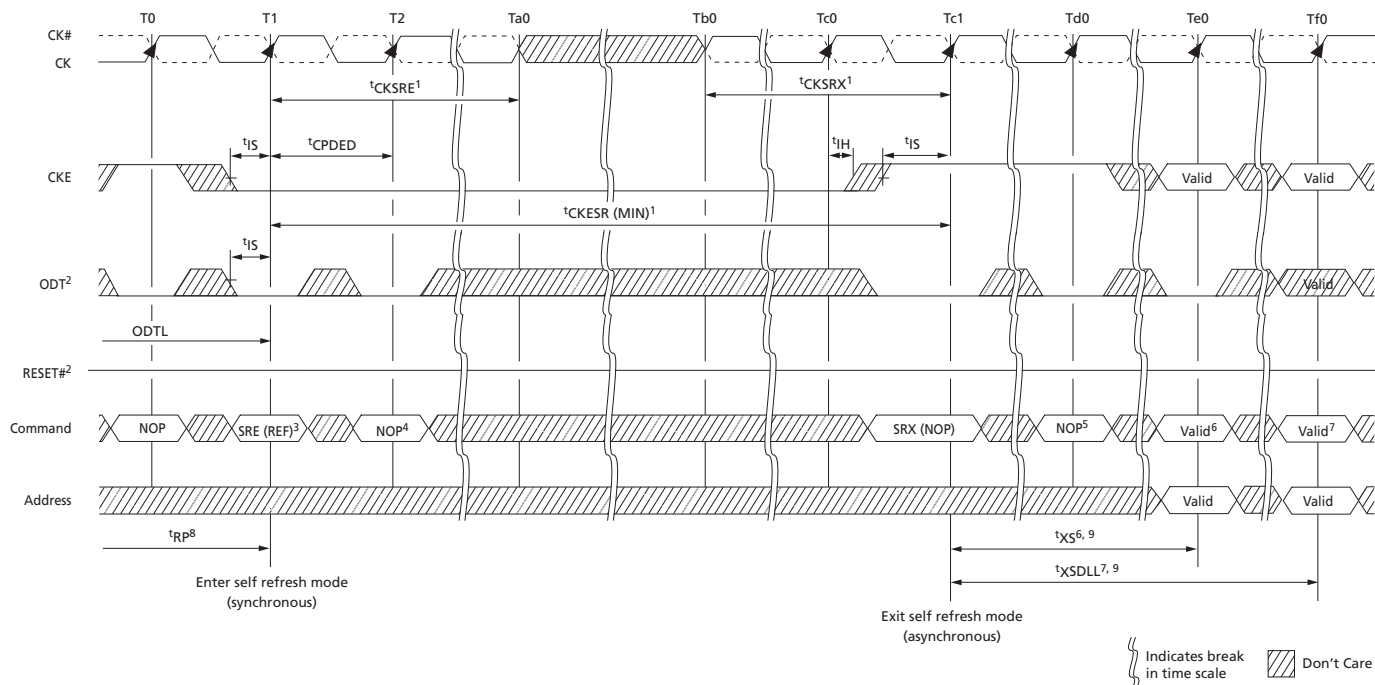 T0 T1 T2 Ta0 Tb0 Tc0 Tc1 Td0 Te0 Tf0
CK#
CK
tCKSRE1 tCKSRX1
tIS tCPDED tIH tIS
CKE Valid Valid
tCKESR (MIN)1
tIS
ODT2 Valid
ODTL
RESET#2
Command NOP SRE (REF)3 NOP4 SRX (NOP) NOP5 Valid6 Valid7
Address Valid Valid
tRP8 tXS6, 9
tXSDLL7, 9
Enter self refresh mode
(synchronous)
Exit self refresh mode
(asynchronous)
Indicates break
in time scale
Don't Care